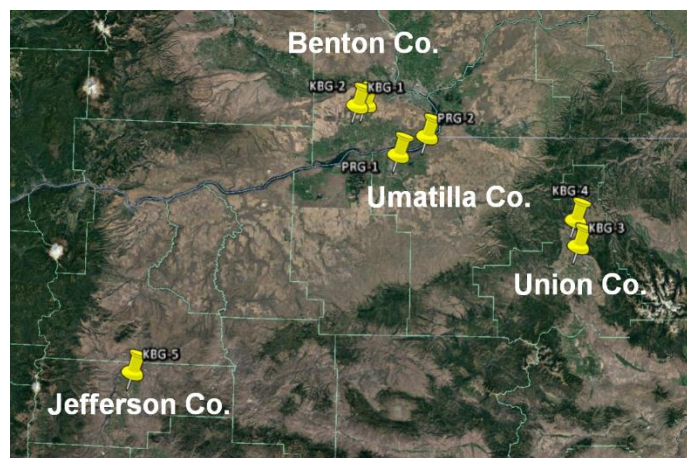 Benton Co.
KBG-2 KBG-1
PRG-2
PRG-1
Umatilla Co.
KBG-4
KBG-3
Union Co.
KBG-5
Jefferson Co.